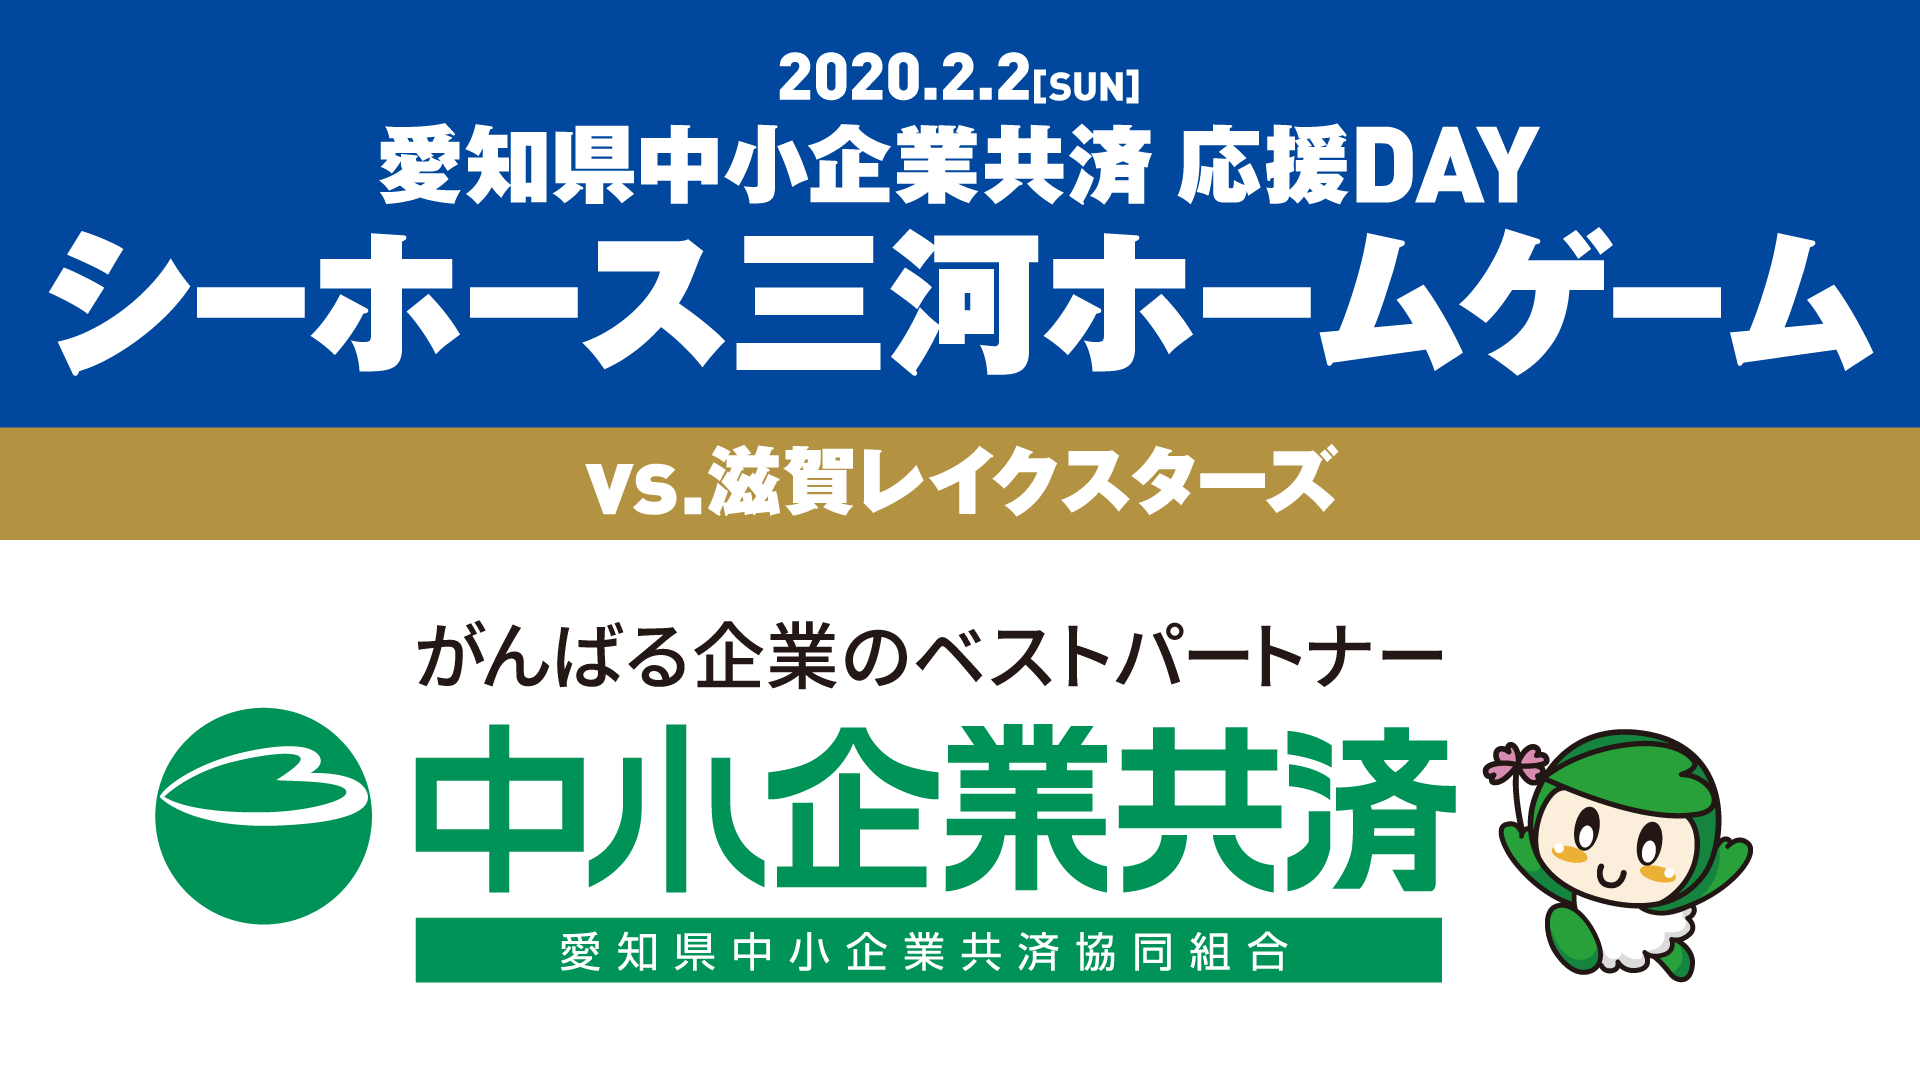 2020.2.2[SUN]
愛知県中小企業共済 応援DAY
シーホース三河ホームゲーム
vs.滋賀レイクスターズ
がんばる企業のベストパートナー
中小企業共済
愛知県中小企業共済協同組合